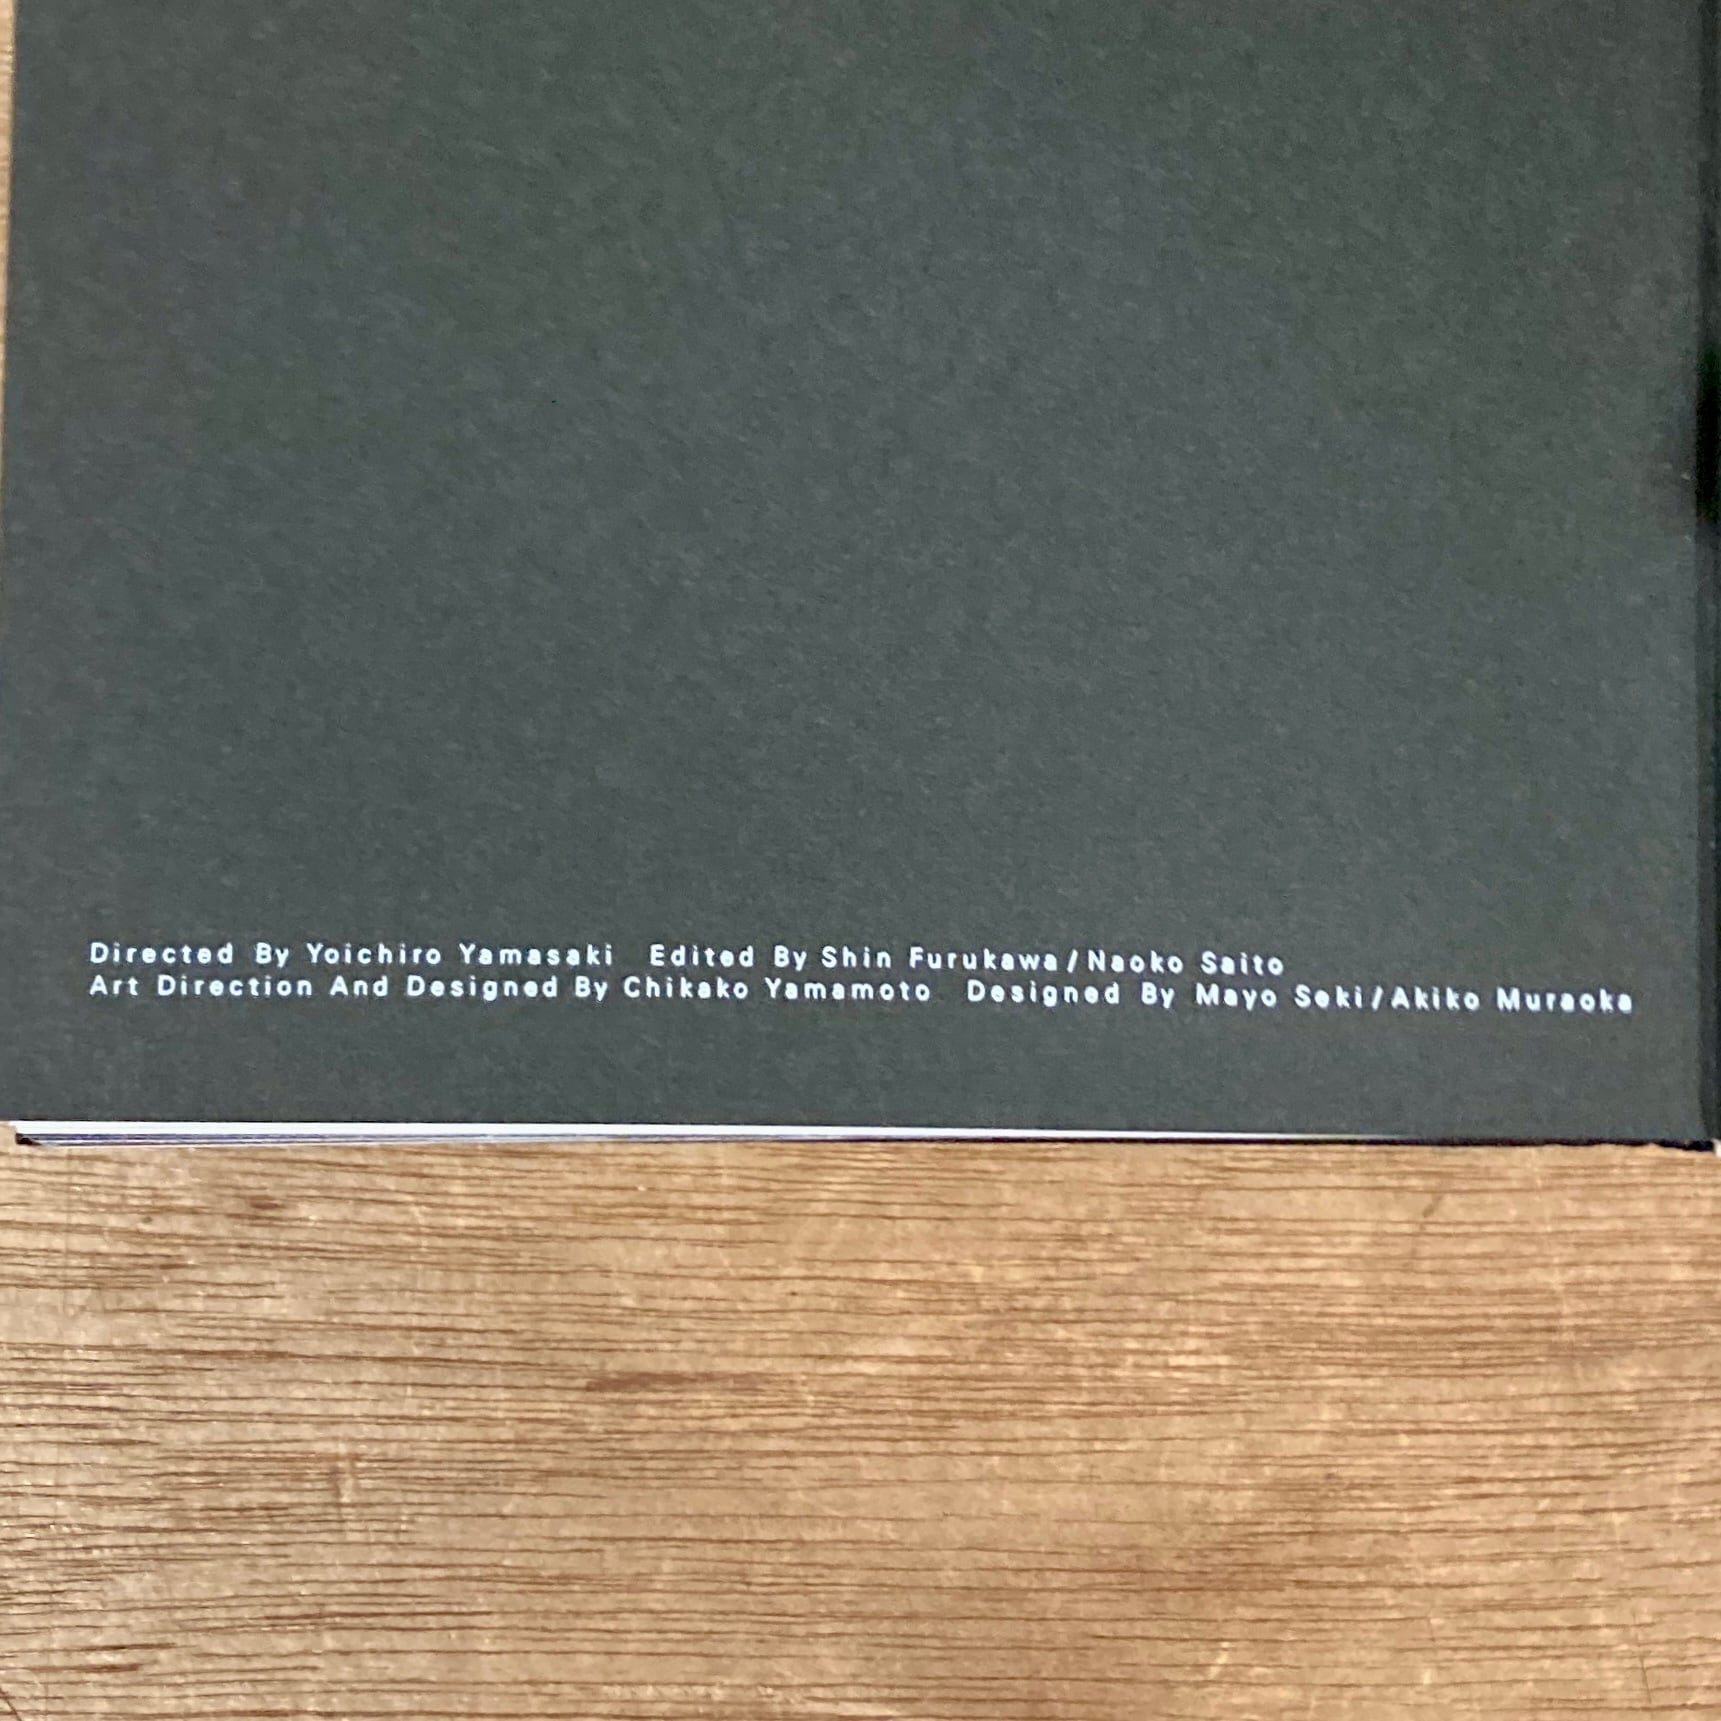 Directed By Yoichiro Yamasaki Edited By Shin Furukawa/Naoko Saito
Art Direction And Designed By Chikako Yamamoto Designed By Mayo Seki/Akiko Muraoka